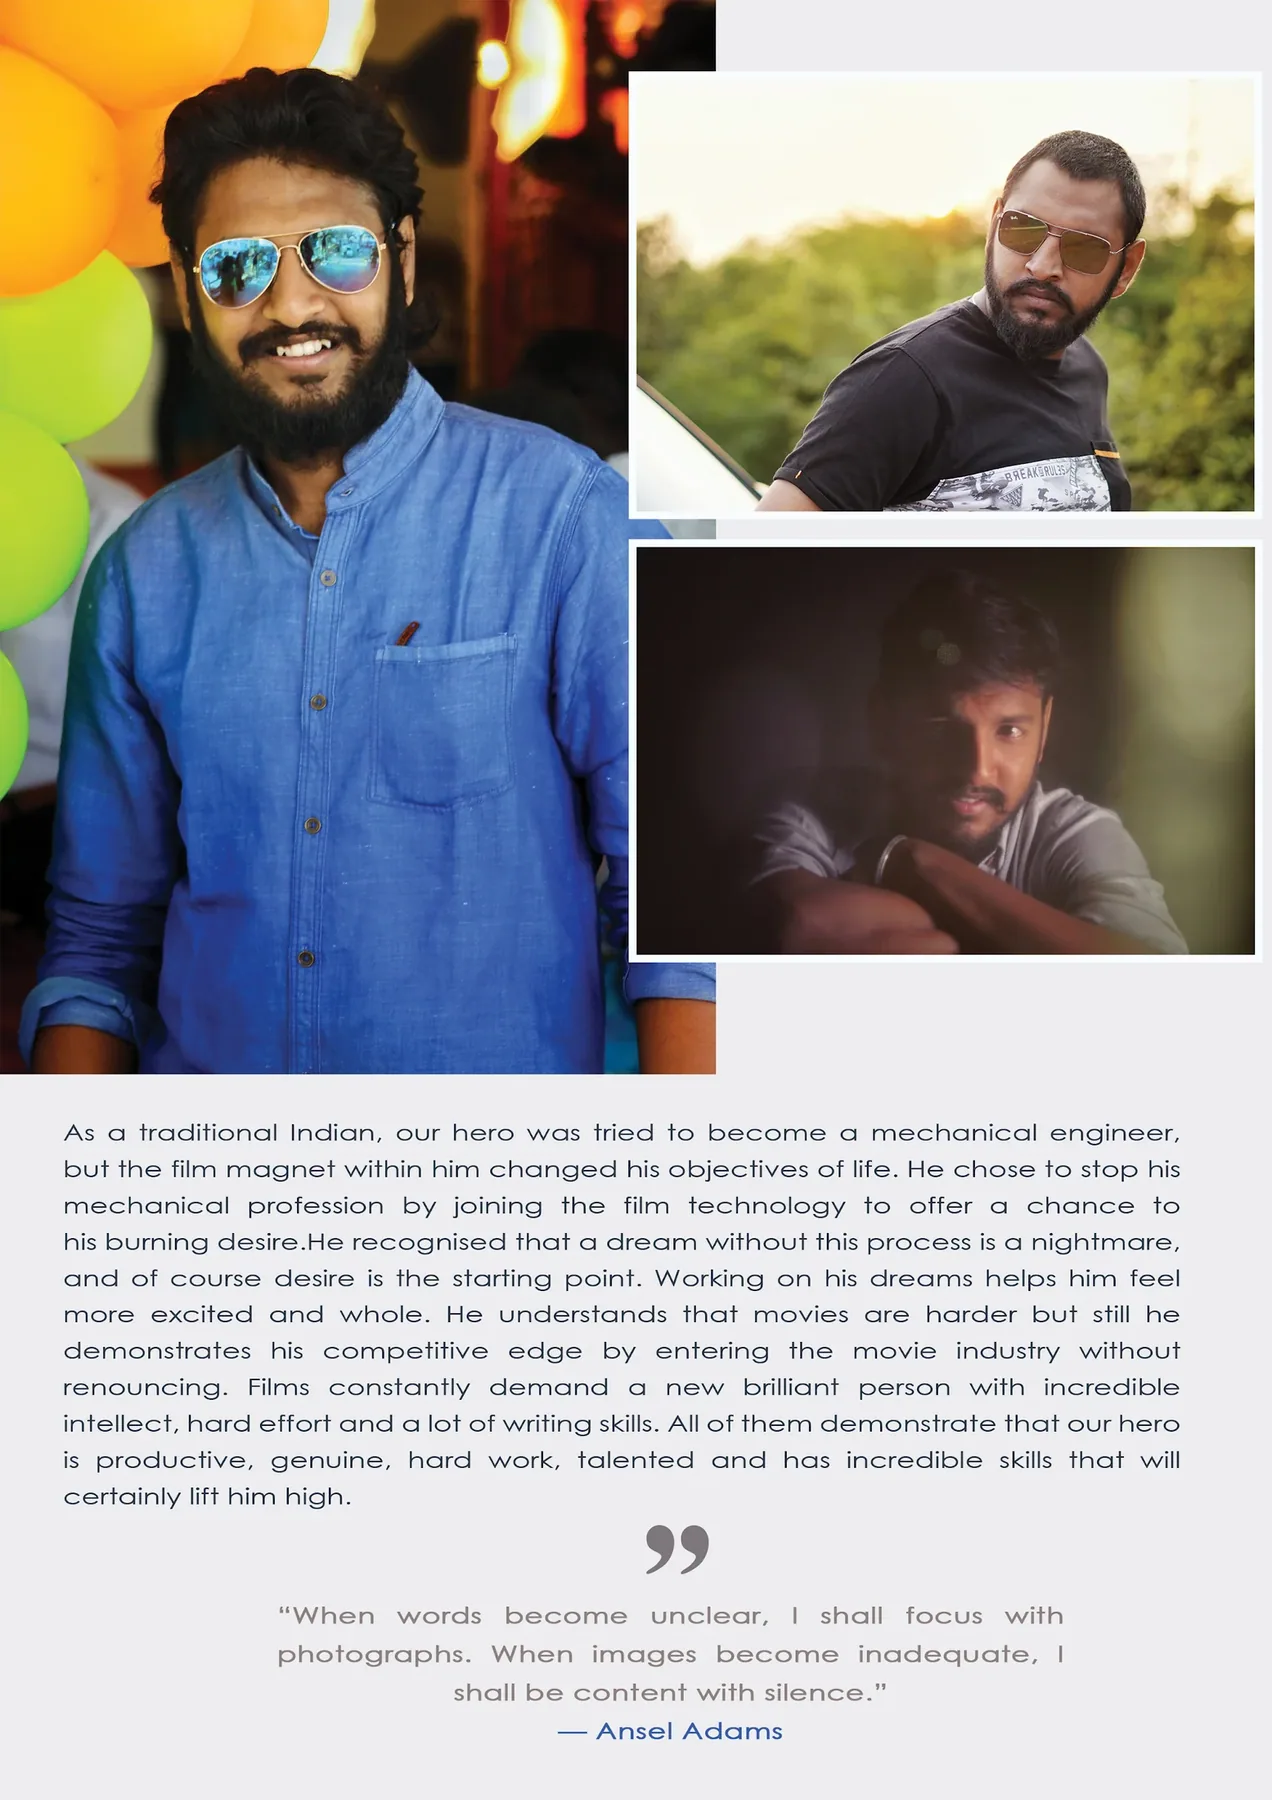 BREAK RUL3S
As a traditional Indian, our hero was tried to become a mechanical engineer,
but the film magnet within him changed his objectives of life. He chose to stop his
mechanical profession by joining the film technology to offer a chance to
his burning desire.He recognised that a dream without this process is a nightmare,
and of course desire is the starting point. Working on his dreams helps him feel
more excited and whole. He understands that movies are harder but still he
demonstrates his competitive edge by entering the movie industry without
renouncing. Films constantly demand a new brilliant person with incredible
intellect, hard effort and a lot of writing skills. All of them demonstrate that our hero
is productive, genuine, hard work, talented and has incredible skills that will
certainly lift him high.
”
“When words become unclear, I shall focus with
photographs. When images become inadequate, I
shall be content with silence.”
— Ansel Adams